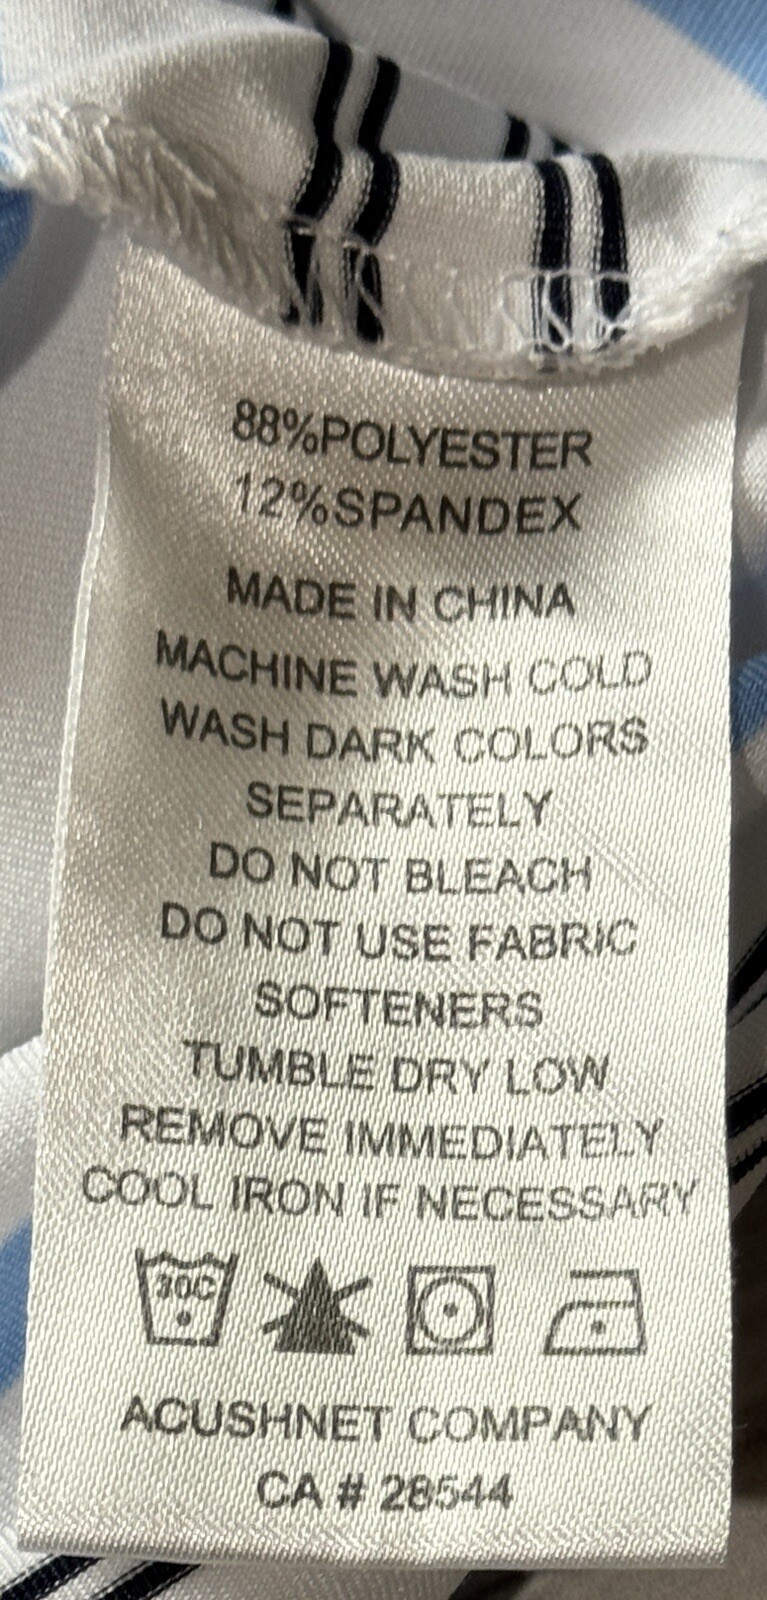 88%POLYESTER
12%SPANDEX
MADE IN CHINA
MACHINE WASH COLD
WASH DARK COLORS
SEPARATELY
DO NOT BLEACH
DO NOT USE FABRIC
SOFTENERS
TUMBLE DRY LOW
REMOVE IMMEDIATELY
COOL IRON IF NECESSARY
30C
ACUSHNET COMPANY
CA # 28544